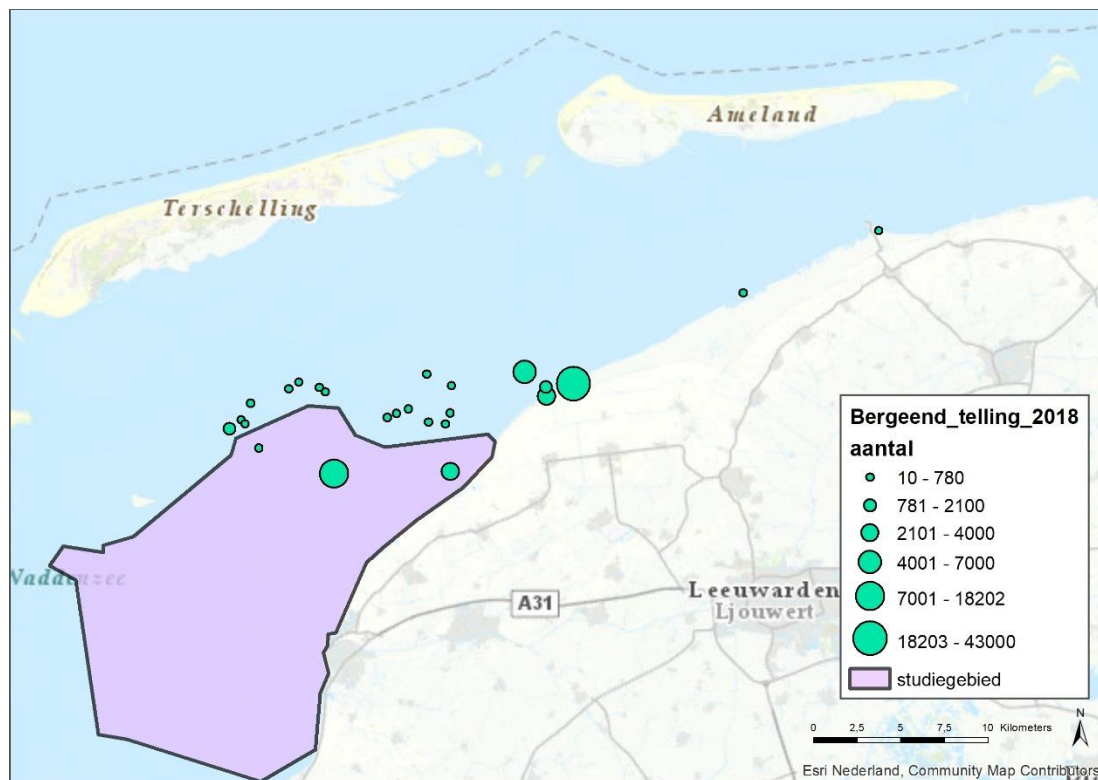 Ameland
Terschelling
Waddenzee
A31
Leeuwarden
Ljouwert
Bergeend_telling_2018
aantal
10 - 780
781 - 2100
2101 - 4000
4001 - 7000
7001 - 18202
18203 - 43000
studiegebied
0 2,5 5 7,5 10 Kilometers
N
Esri Nederland, Community Map Contributors